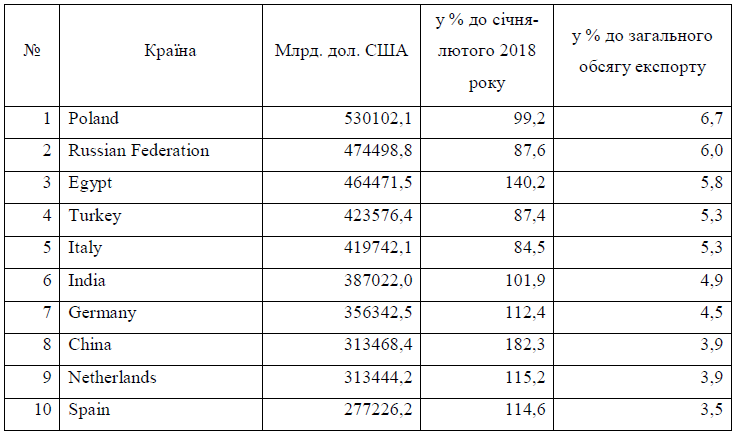 № Країна Млрд. дол. США у % до січня-лютого 2018 року у % до загального обсягу експорту
1 Poland 530102,1 99,2 6,7
2 Russian Federation 474498,8 87,6 6,0
3 Egypt 464471,5 140,2 5,8
4 Turkey 423576,4 87,4 5,3
5 Italy 419742,1 84,5 5,3
6 India 387022,0 101,9 4,9
7 Germany 356342,5 112,4 4,5
8 China 313468,4 182,3 3,9
9 Netherlands 313444,2 115,2 3,9
10 Spain 277226,2 114,6 3,5